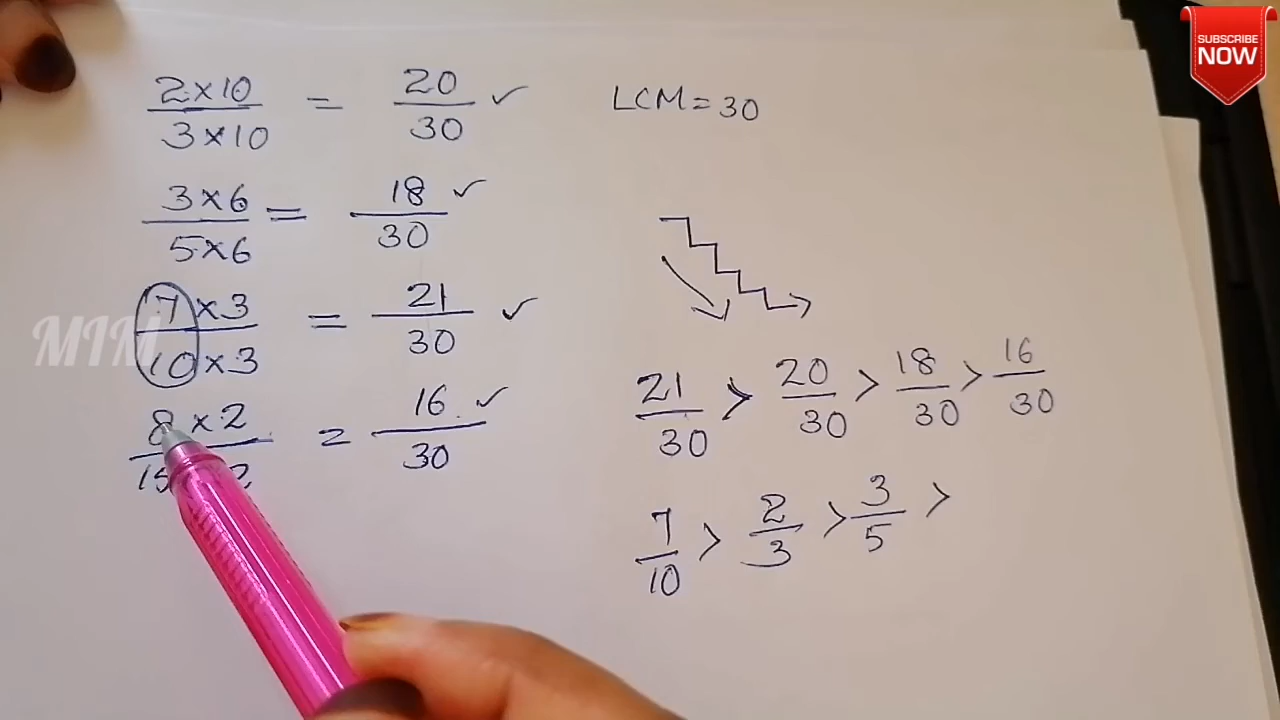 SUBSCRIBE
NOW
2×10/3×10 = 20/30 ✓
LCM = 30
3×6/5×6 = 18/30 ✓
7×3/10×3 = 21/30 ✓
MIM
8×2/15 2 = 16/30 ✓
21/30 > 20/30 > 18/30 > 16/30
7/10 > 2/3 > 3/5 >